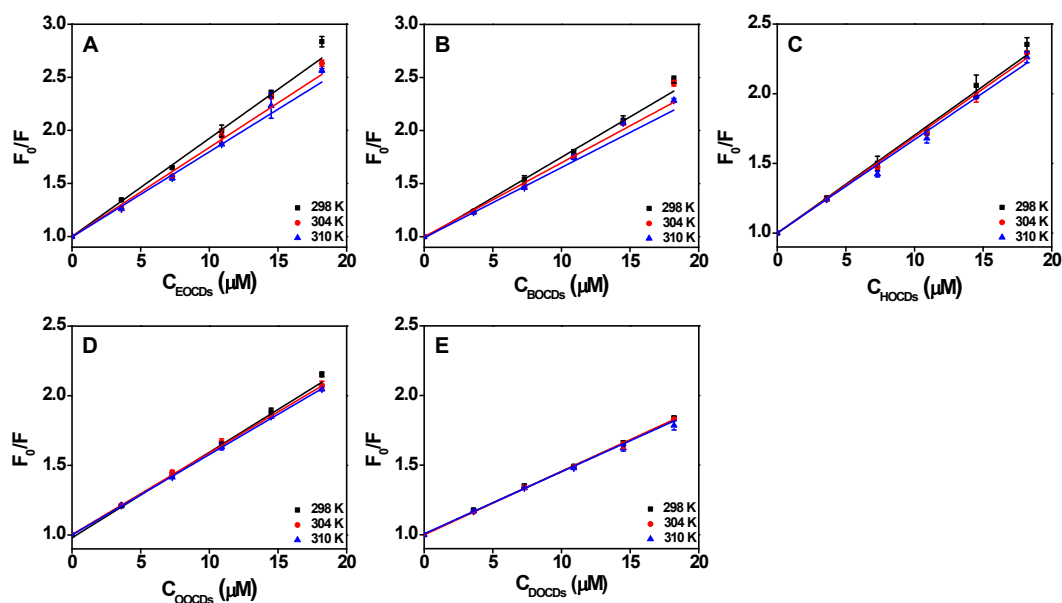 A
3.0
2.5
2.0
1.5
1.0
F0/F
298 K
304 K
310 K
0 5 10 15 20
CEOCDs (μM)
B
3.0
2.5
2.0
1.5
1.0
F0/F
298 K
304 K
310 K
0 5 10 15 20
CBOCDs (μM)
C
2.5
2.0
1.5
1.0
F0/F
298 K
304 K
310 K
0 5 10 15 20
CHOCDs (μM)
D
2.5
2.0
1.5
1.0
F0/F
298 K
304 K
310 K
0 5 10 15 20
COOCDs (μM)
E
2.5
2.0
1.5
1.0
F0/F
298 K
304 K
310 K
0 5 10 15 20
CDOCDs (μM)